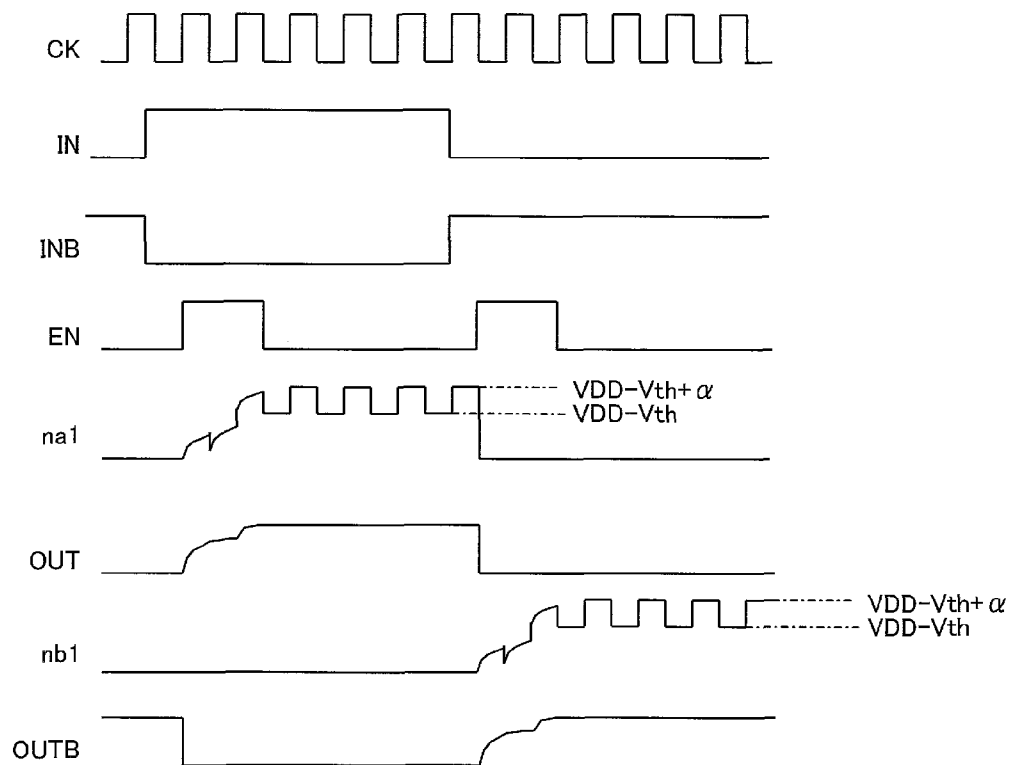 CK
IN
INB
EN
na1
VDD-Vth+α
VDD-Vth
OUT
nb1
VDD-Vth+α
VDD-Vth
OUTB